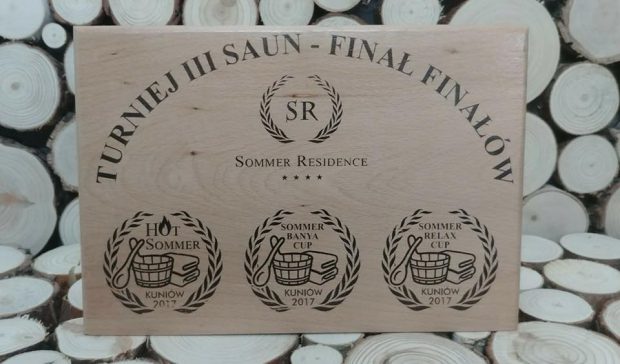 TURNIEJ III SAUN - FINAŁ FINAŁÓW
SR
SOMMER RESIDENCE
★★★★
HOT
SOMMER
KUNIÓW
2017
SOMMER
BANYA
CUP
KUNIÓW
2017
SOMMER
RELAX
CUP
KUNIÓW
2017